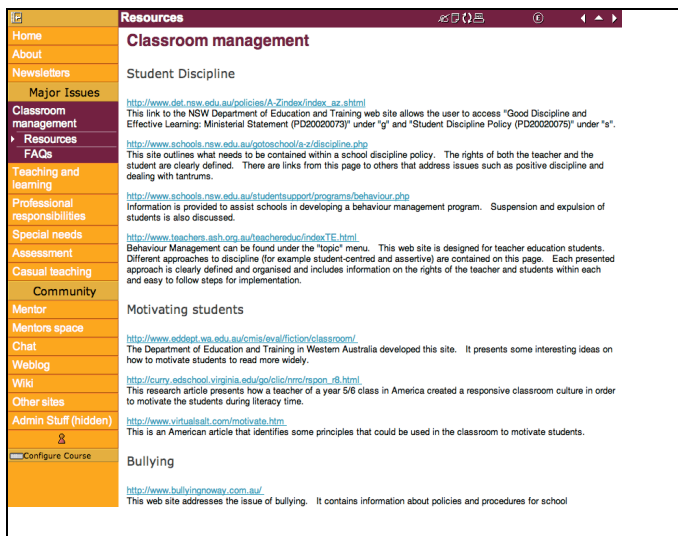 Home
About
Newsletters
Major Issues
Classroom
management
Resources
FAQs
Teaching and
learning
Professional
responsibilities
Special needs
Assessment
Casual teaching
Community
Mentor
Mentors space
Chat
Weblog
Wiki
Other sites
Admin Stuff (hidden)
Configure Course
Resources
Classroom management
Student Discipline
http://www.det.nsw.edu.au/policies/A-Zindex/index_az.shtml
This link to the NSW Department of Education and Training web site allows the user to access "Good Discipline and
Effective Learning: Ministerial Statement (PD20020073)" under "g" and "Student Discipline Policy (PD20020075)" under "s".
http://www.schools.nsw.edu.au/gotoschool/a-z/discipline.php
This site outlines what needs to be contained within a school discipline policy. The rights of both the teacher and the
student are clearly defined. There are links from this page to others that address issues such as positive discipline and
dealing with tantrums.
http://www.schools.nsw.edu.au/studentsupport/programs/behaviour.php
Information is provided to assist schools in developing a behaviour management program. Suspension and expulsion of
students is also discussed.
http://www.teachers.ash.org.au/teachereduc/indexTE.html
Behaviour Management can be found under the "topic" menu. This web site is designed for teacher education students.
Different approaches to discipline (for example student-centred and assertive) are contained on this page. Each presented
approach is clearly defined and organised and includes information on the rights of the teacher and students within each
and easy to follow steps for implementation.
Motivating students
http://www.eddept.wa.edu.au/cmis/eval/fiction/classroom/
The Department of Education and Training in Western Australia developed this site. It presents some interesting ideas on
how to motivate students to read more widely.
http://curry.edschool.virginia.edu/go/clic/nrrc/rspon_r8.html
This research article presents how a teacher of a year 5/6 class in America created a responsive classroom culture in order
to motivate the students during literacy time.
http://www.virtualsalt.com/motivate.htm
This is an American article that identifies some principles that could be used in the classroom to motivate students.
Bullying
http://www.bullyingnoway.com.au/
This web site addresses the issue of bullying. It contains information about policies and procedures for school